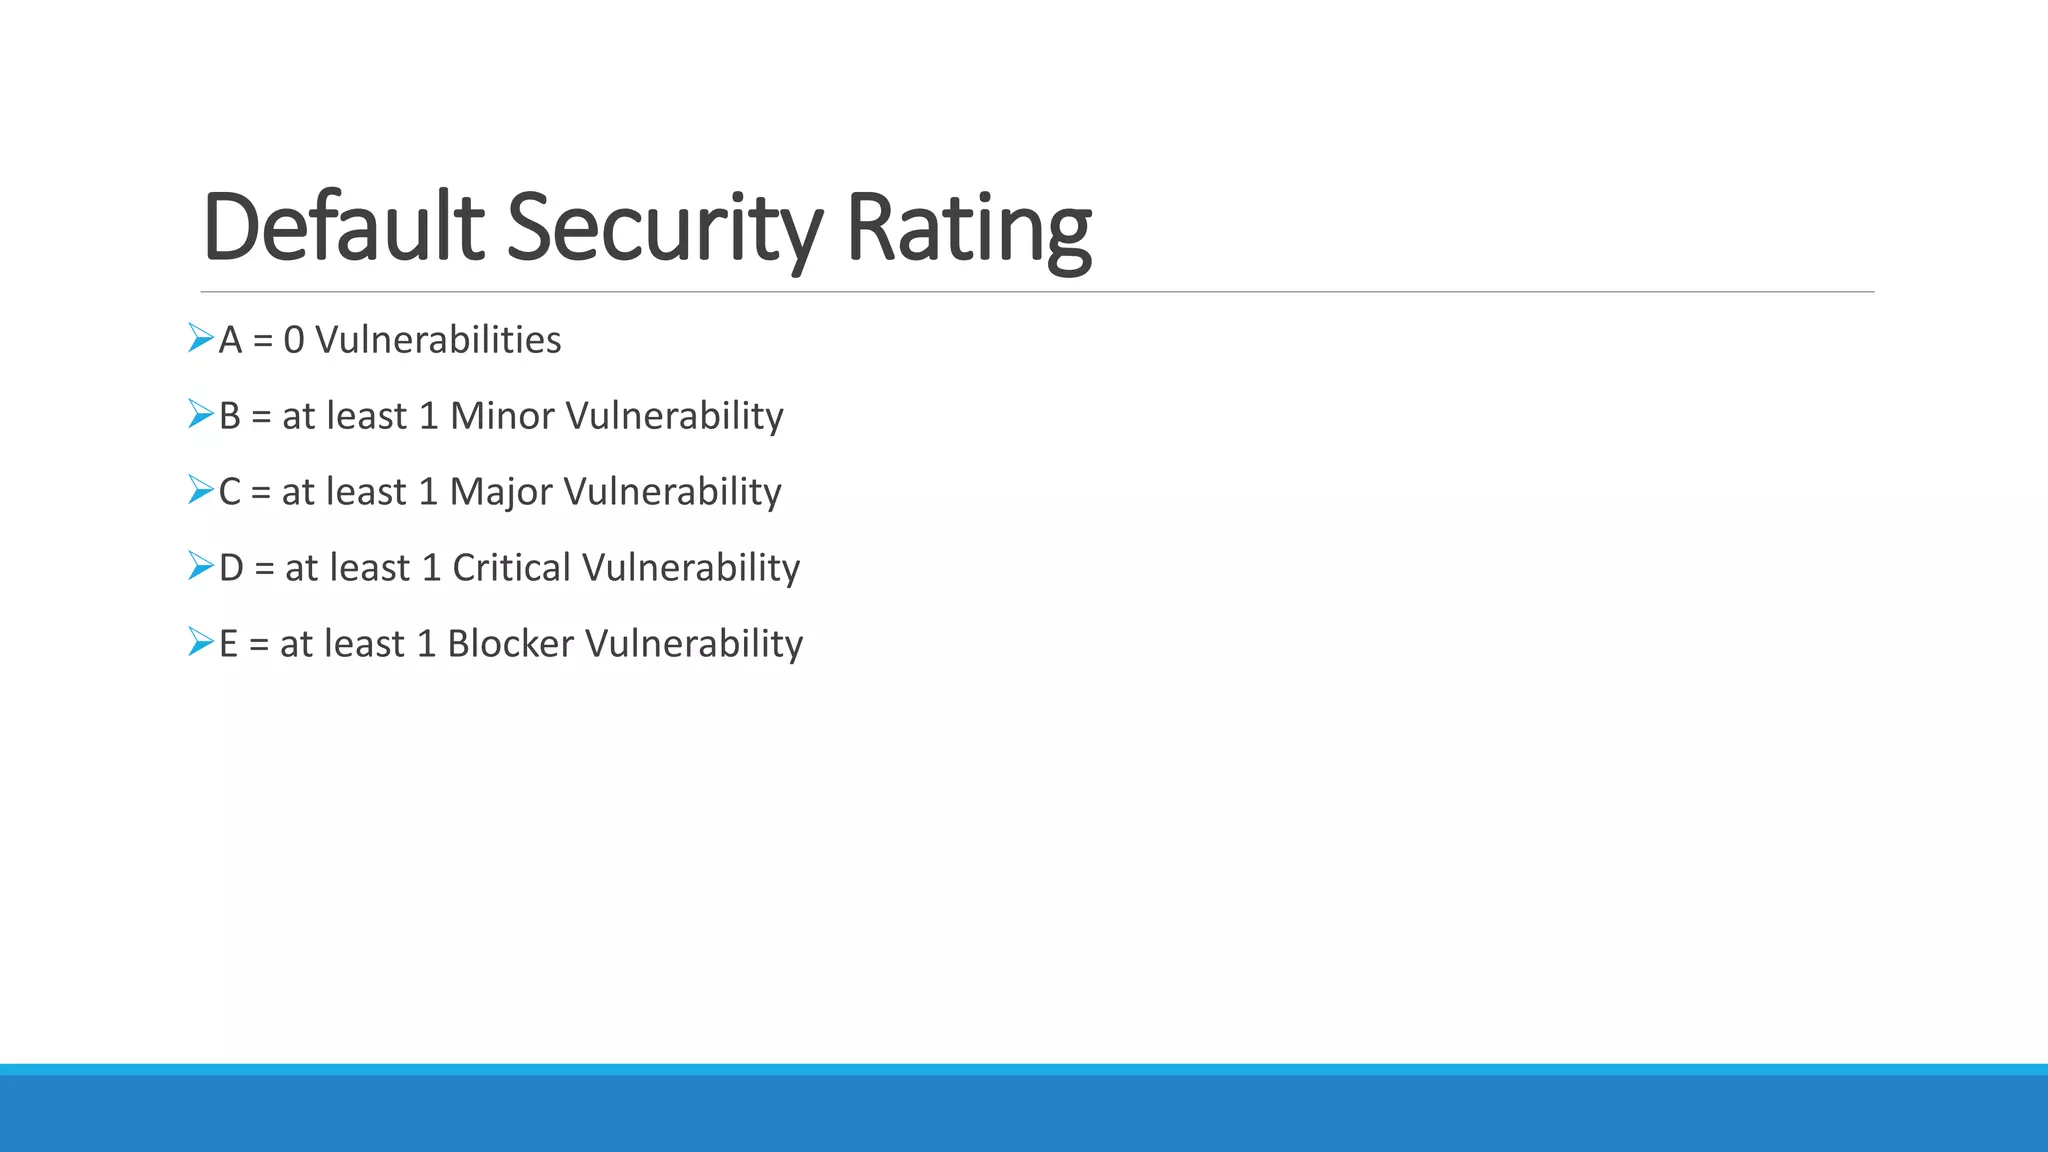 Default Security Rating
➢A = 0 Vulnerabilities
➢B = at least 1 Minor Vulnerability
➢C = at least 1 Major Vulnerability
➢D = at least 1 Critical Vulnerability
➢E = at least 1 Blocker Vulnerability